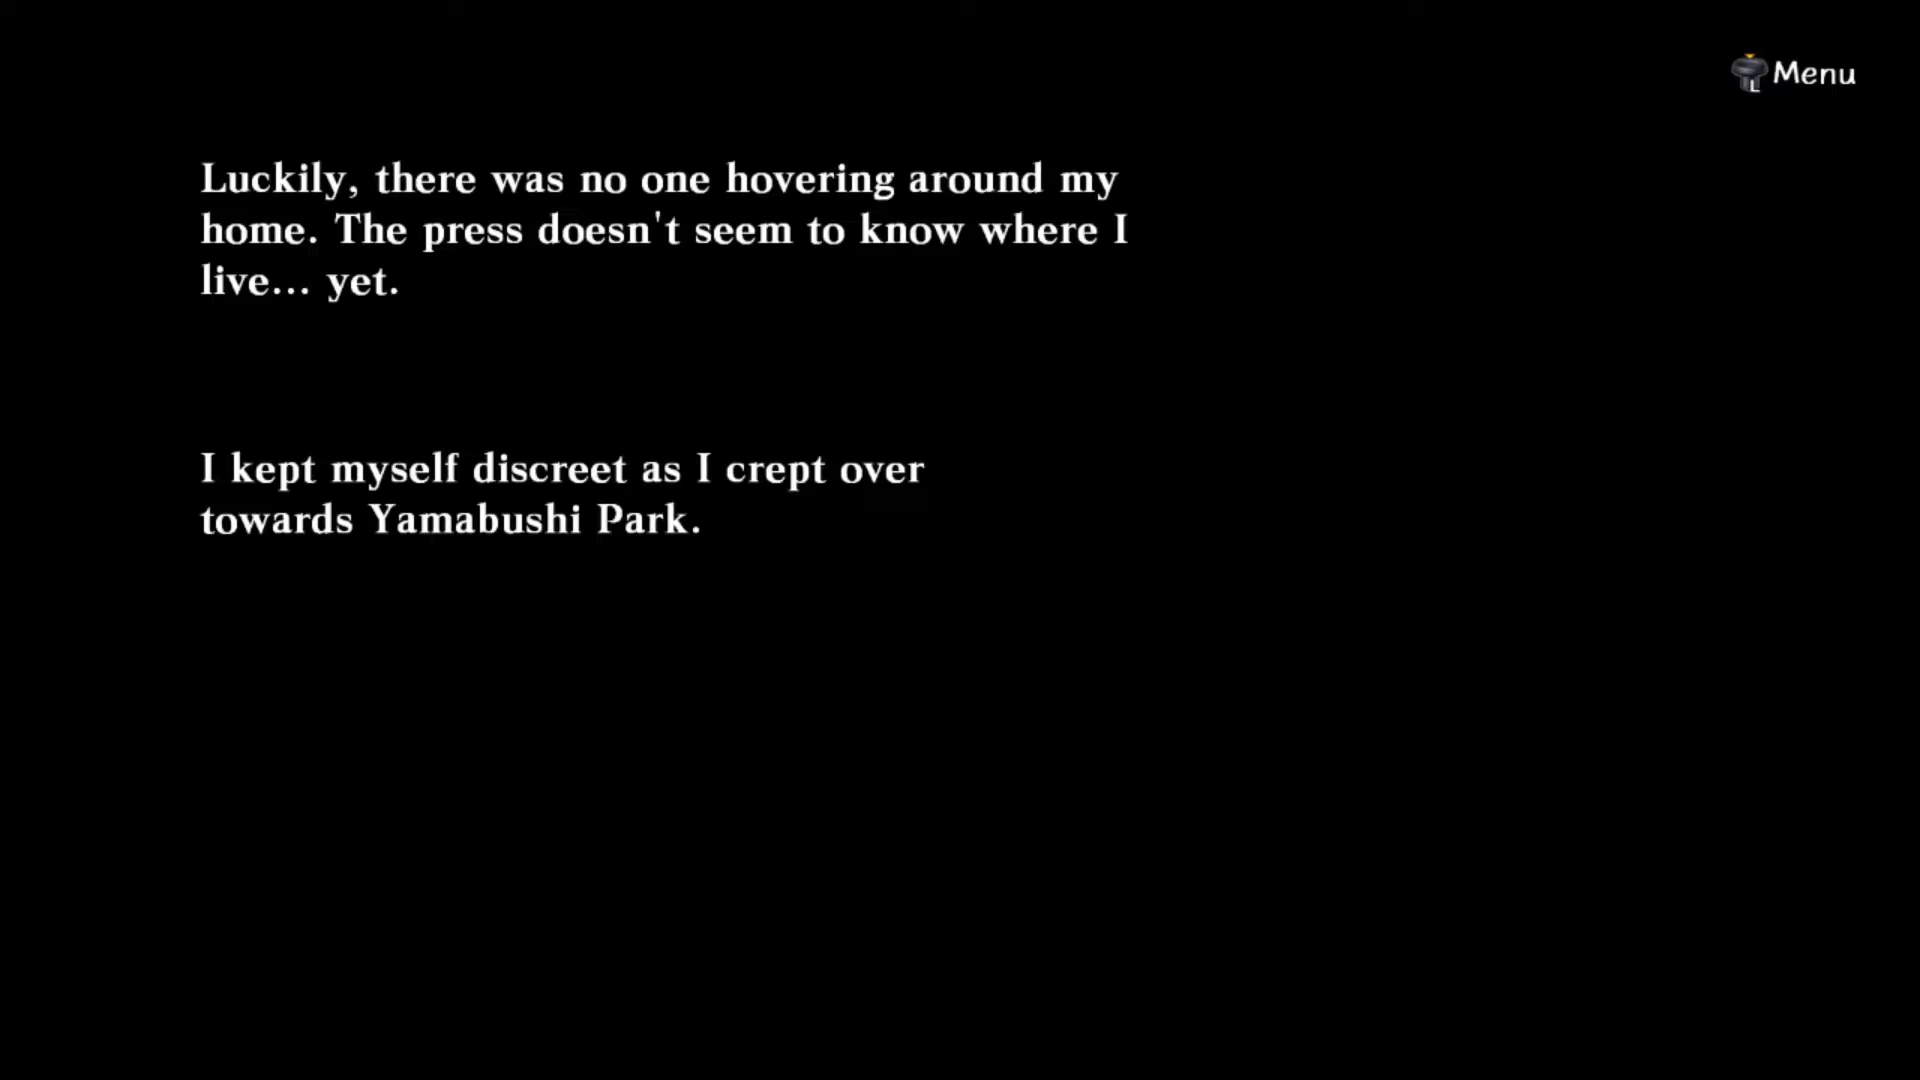 Menu
Luckily, there was no one hovering around my
home. The press doesn't seem to know where I
live... yet.
I kept myself discreet as I crept over
towards Yamabushi Park.